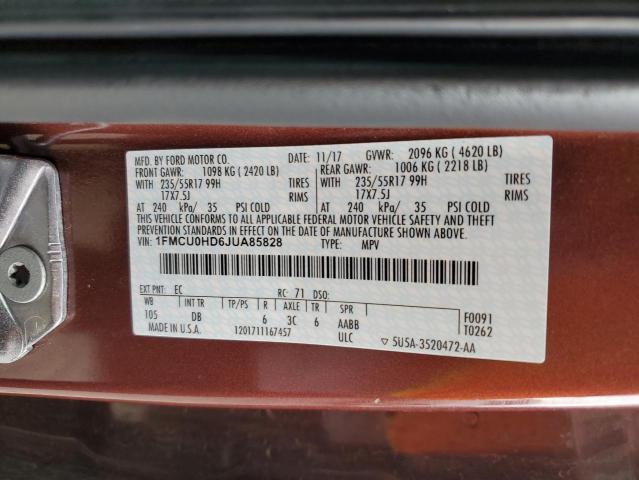 MFD. BY FORD MOTOR CO. DATE: 11/17 GVWR: 2096 KG ( 4620 LB)
FRONT GAWR: 1098 KG ( 2420 LB) REAR GAWR: 1006 KG ( 2218 LB)
WITH 235/55R17 99H TIRES WITH 235/55R17 99H TIRES
17X7.5J RIMS 17X7.5J RIMS
AT 240 kPa/ 35 PSI COLD AT 240 kPa/ 35 PSI COLD
THIS VEHICLE CONFORMS TO ALL APPLICABLE FEDERAL MOTOR VEHICLE SAFETY AND THEFT
PREVENTION STANDARDS IN EFFECT ON THE DATE OF MANUFACTURE SHOWN ABOVE.
VIN: 1FMCU0HD6JUA85828 TYPE: MPV
EXT PNT: EC RC: 71 DSO:
WB INT TR TP/PS R AXLE TR SPR F0091
105 DB 6 3C 6 AABB T0262
MADE IN U.S.A. 1201711167457 ULC ▽ 5U5A-3520472-AA